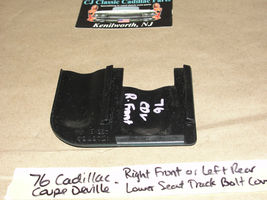 CJ Classic Cadillac Parts
Kenilworth, NJ
76
CDV
R. Front
76 Cadillac - Right Front or Left Rear
Coupe Deville Lower Seat Track Bolt Cov